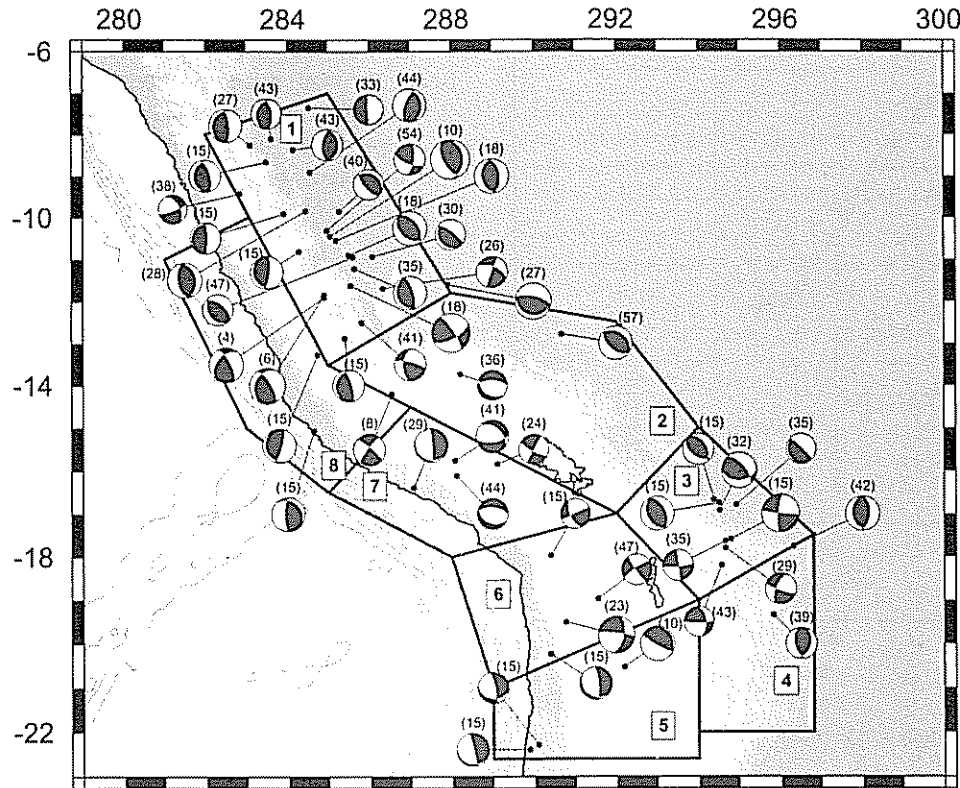 280 284 288 292 296 300
-6
(33) (44)
(43)
(27)
1 (43) (10)
(54) (18)
(15) (40)
(38) (18) (30)
-10
(15) (26)
(15) (35) (27)
(28) (47) (18) (57)
(4) (6) (15) (41) (36)
-14
(8) (29) (41) (24) 2 (15) (35)
(15) 8 7 3 (32) (15)
(15) (44) (15) (15) (42)
-18
(47) (35) (29)
6 (23) (10) (43) (39)
(15) (15) 4
5
-22
(15)